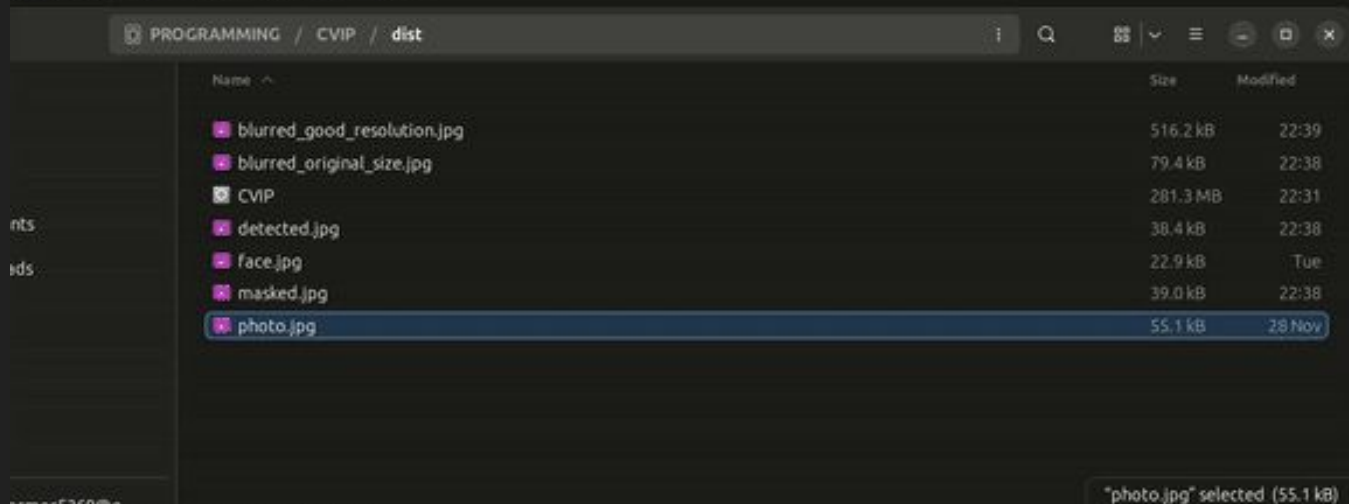 PROGRAMMING / CVIP / dist
Name Size Modified
blurred_good_resolution.jpg 516.2 kB 22:39
blurred_original_size.jpg 79.4 kB 22:38
CVIP 281.3 MB 22:31
nts
detected.jpg 38.4 kB 22:38
ads
face.jpg 22.9 kB Tue
masked.jpg 39.0 kB 22:38
photo.jpg 55.1 kB 28 Nov
"photo.jpg" selected (55.1 kB)